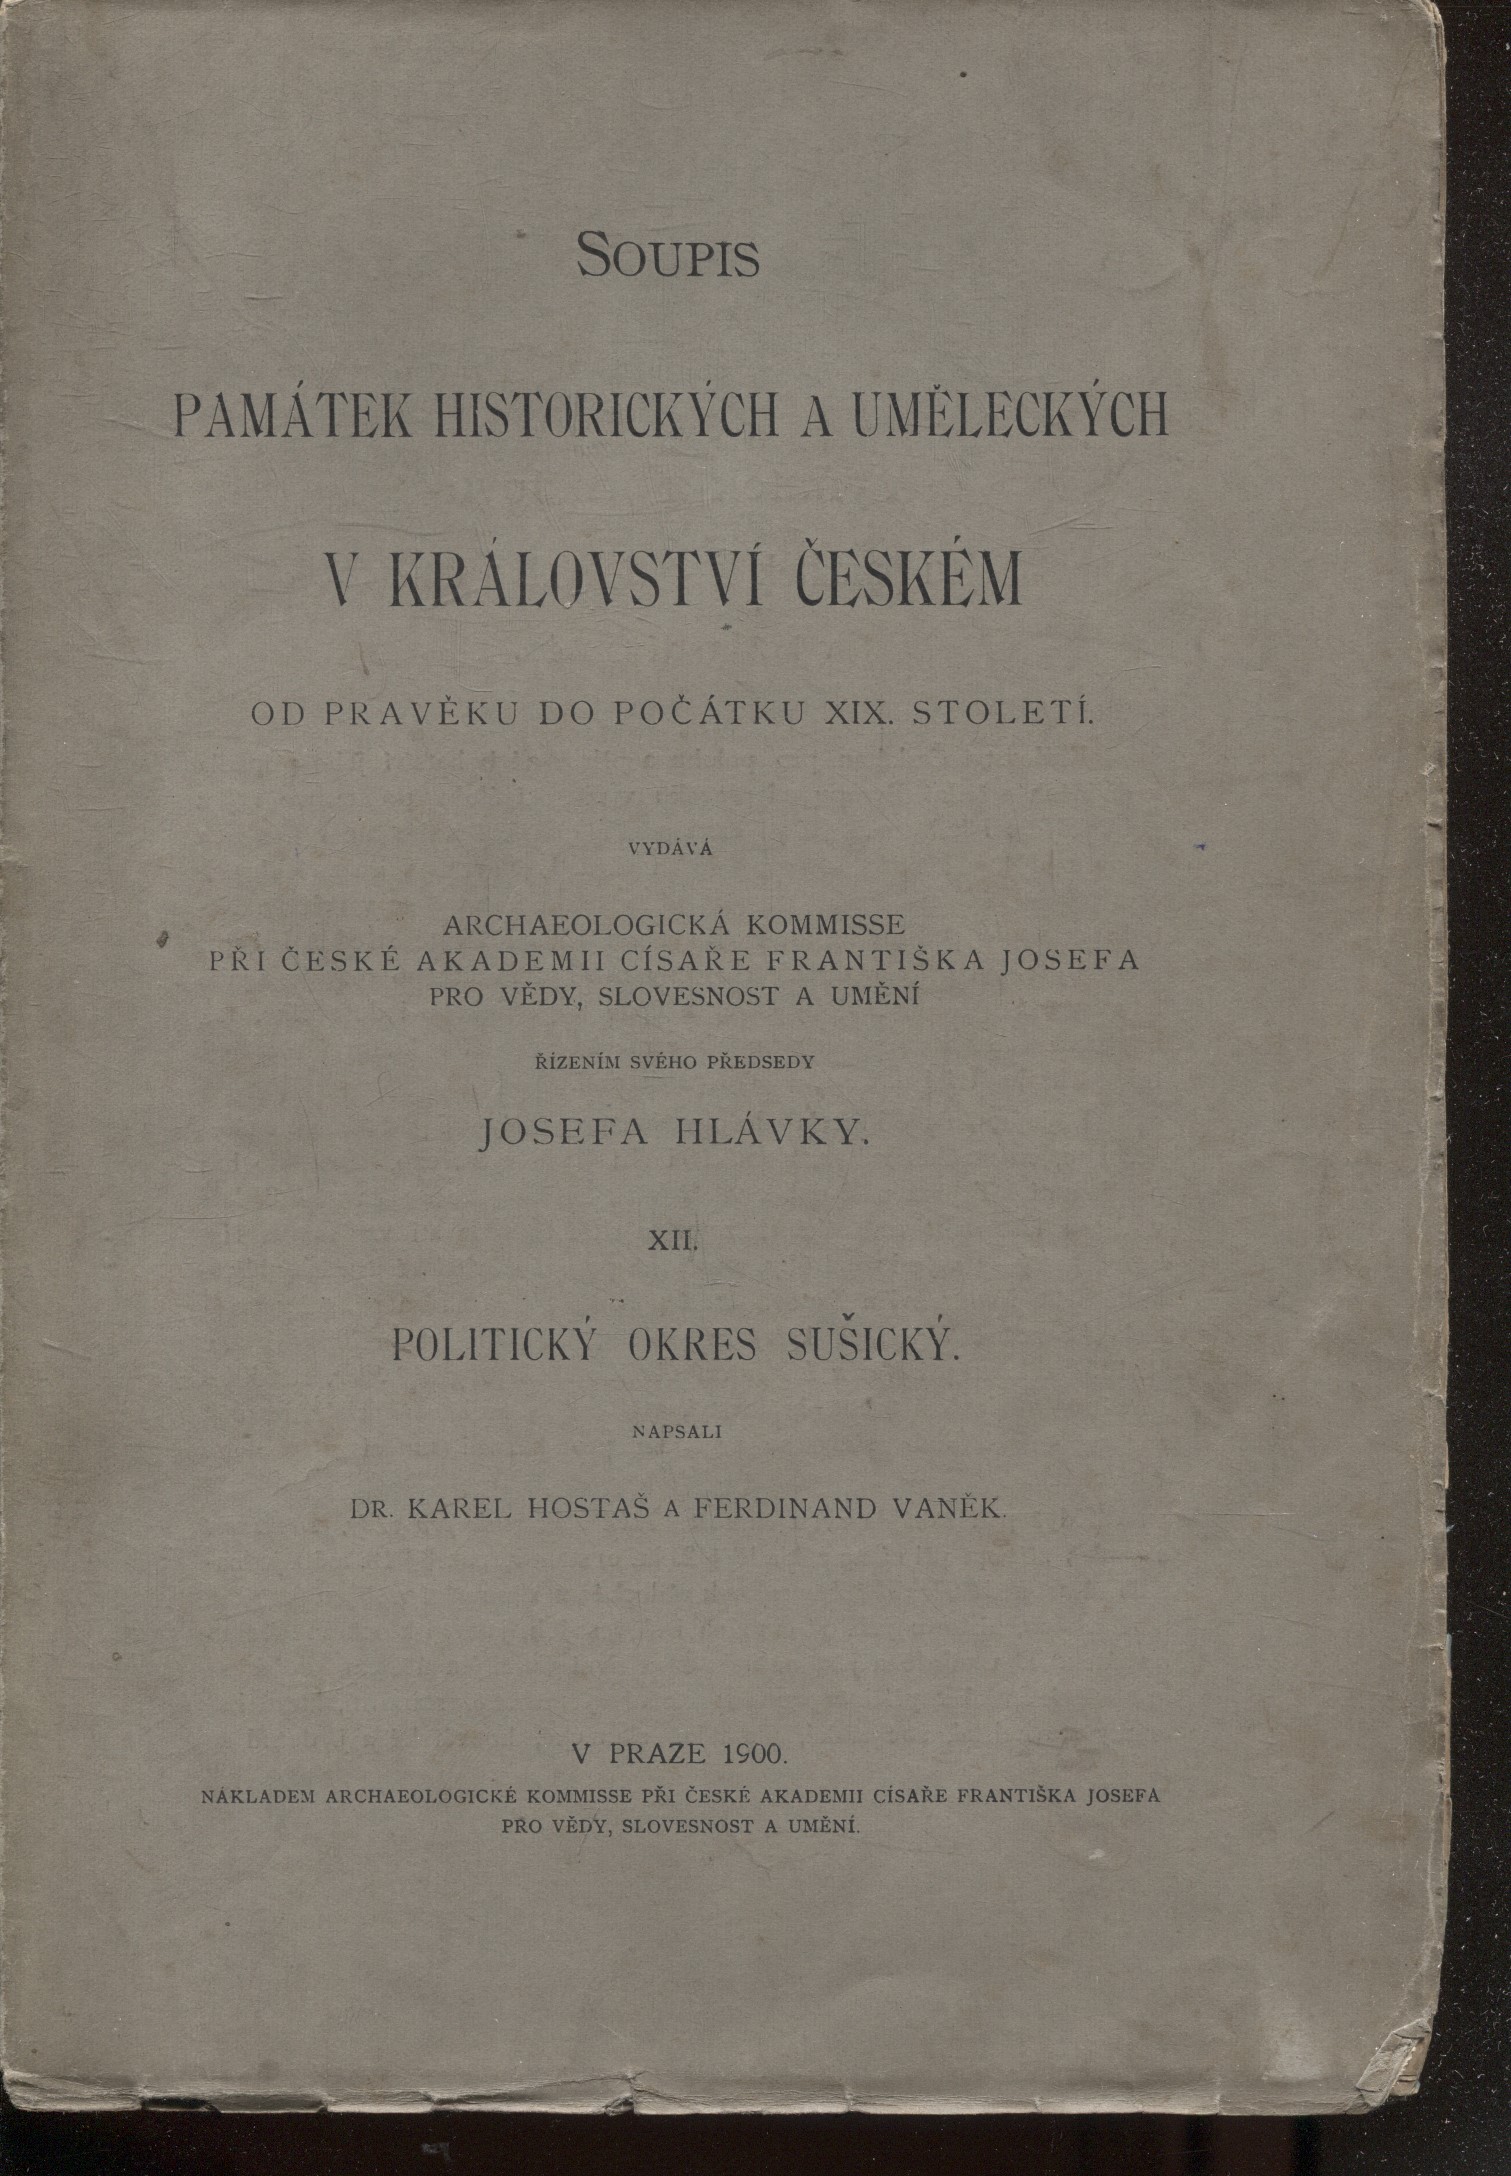 SOUPIS
PAMÁTEK HISTORICKÝCH A UMĚLECKÝCH
V KRÁLOVSTVÍ ČESKÉM
OD PRAVĚKU DO POČÁTKU XIX. STOLETÍ.
VYDÁVÁ
ARCHAEOLOGICKÁ KOMMISSE
PŘI ČESKÉ AKADEMII CÍSAŘE FRANTIŠKA JOSEFA
PRO VĚDY, SLOVESNOST A UMĚNÍ
ŘÍZENÍM SVÉHO PŘEDSEDY
JOSEFA HLÁVKY.
XII.
POLITICKÝ OKRES SUŠICKÝ.
NAPSALI
DR. KAREL HOSTAŠ A FERDINAND VANĚK.
V PRAZE 1900.
NÁKLADEM ARCHAEOLOGICKÉ KOMMISSE PŘI ČESKÉ AKADEMII CÍSAŘE FRANTIŠKA JOSEFA
PRO VĚDY, SLOVESNOST A UMĚNÍ.